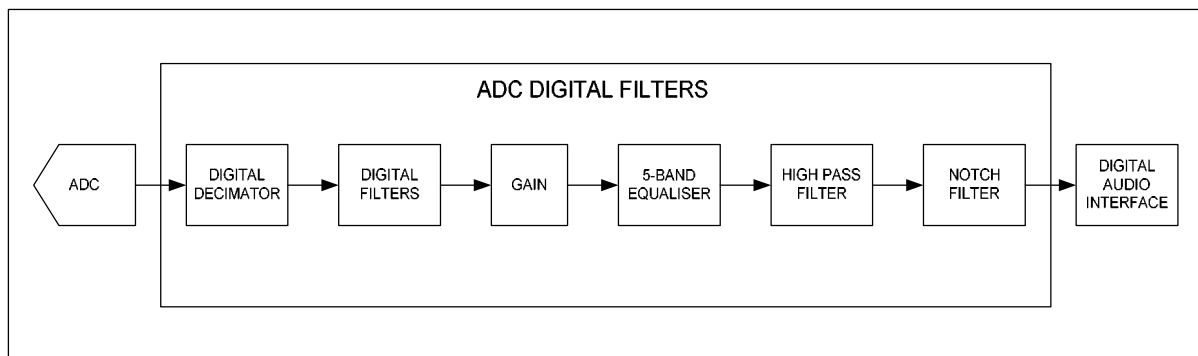 ADC DIGITAL FILTERS
ADC
DIGITAL
DECIMATOR
DIGITAL
FILTERS
GAIN
5-BAND
EQUALISER
HIGH PASS
FILTER
NOTCH
FILTER
DIGITAL
AUDIO
INTERFACE